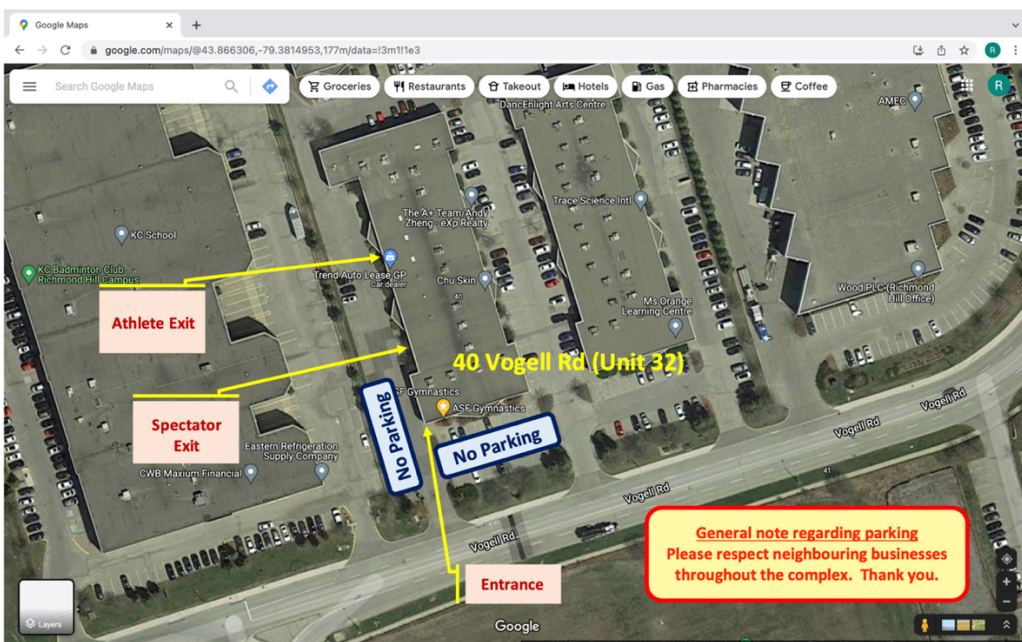 Google Maps
google.com/maps/@43.866306,-79.3814953,177m/data=!3m1!1e3
R
Search Google Maps
Groceries
Restaurants
Takeout
Hotels
Gas
Pharmacies
Coffee
R
DancEnlight Arts Centre
AMEC
The A+ Team/Andy
Zheng - eXp Realty
Trace Science Intl
KC School
KC Badminton Club
Richmond Hill Campus
Trend Auto Lease GP
Car dealer
Chu Skin
40
Wood PLC (Richmond
Hill Office)
Ms Orange
Learning Centre
Athlete Exit
40 Vogell Rd (Unit 32)
SF Gymnastics
ASF Gymnastics
Spectator
Exit
No Parking
No Parking
Eastern Refrigeration
Supply Company
CWB Maxium Financial
Vogell Rd
Vogell Rd
41
Vogell Rd
Vogell Rd
General note regarding parking
Please respect neighbouring businesses
throughout the complex. Thank you.
Entrance
Layers
Google